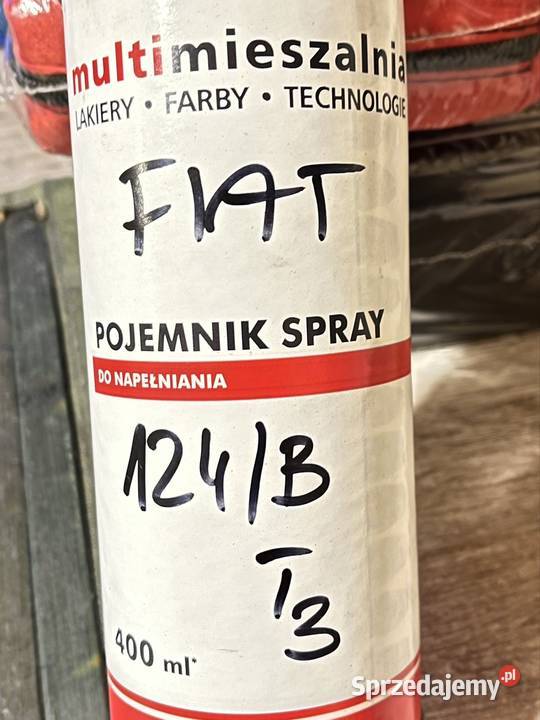 multimieszalnia
LAKIERY • FARBY • TECHNOLOGIE
FIAT
POJEMNIK SPRAY
DO NAPEŁNIANIA
124/B
T3
400 ml*
Sprzedajemy.pl